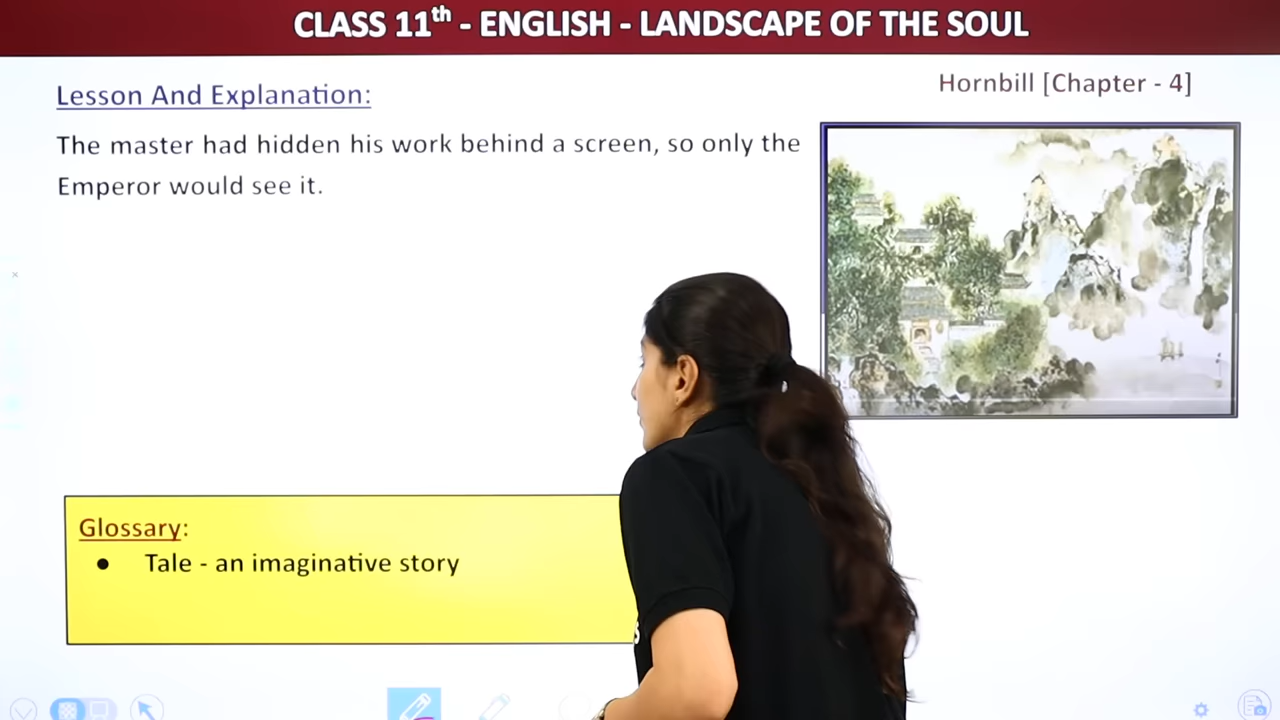 CLASS 11th - ENGLISH - LANDSCAPE OF THE SOUL
Hornbill [Chapter - 4]
Lesson And Explanation:
The master had hidden his work behind a screen, so only the
Emperor would see it.
Glossary:
● Tale - an imaginative story